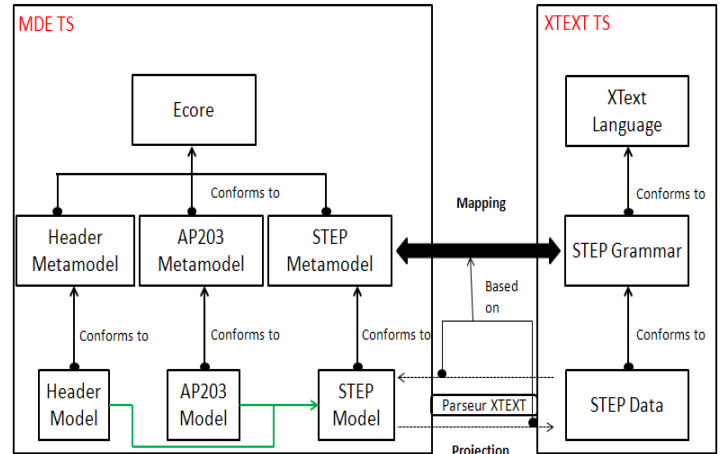 MDE TS
XTEXT TS
Ecore
XText
Language
Conforms to
Conforms to
Mapping
Header
Metamodel
AP203
Metamodel
STEP
Metamodel
STEP Grammar
Based
on
Conforms to
Conforms to
Conforms to
Conforms to
Header
Model
AP203
Model
STEP
Model
Parseur XTEXT
STEP Data
Projection